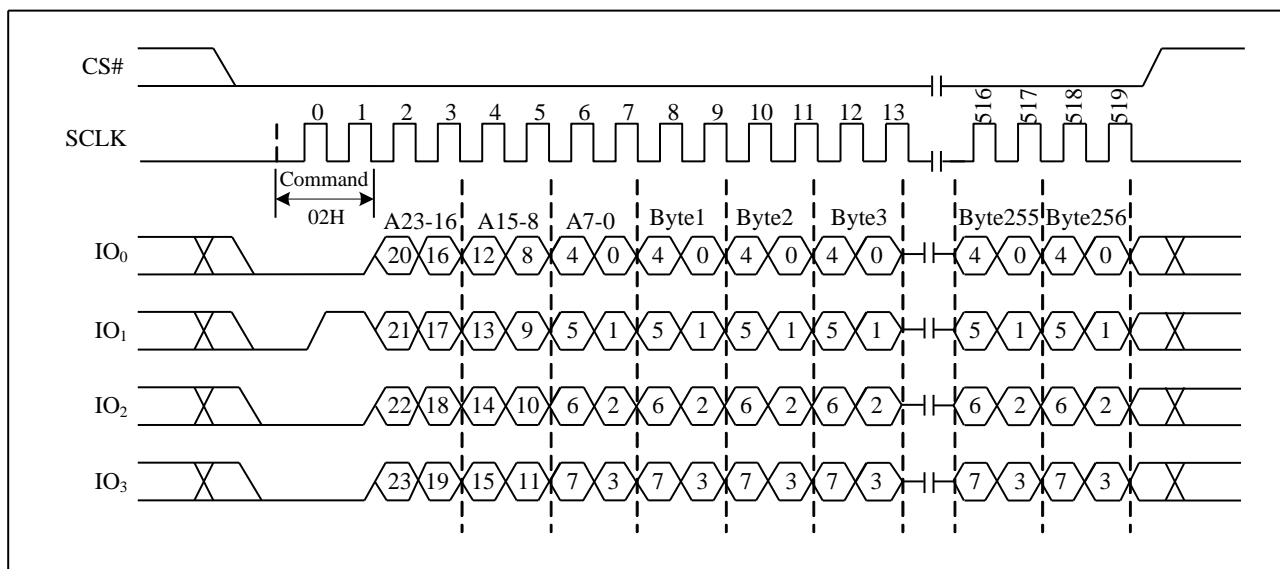 CS#
516 517 518 519
0 1 2 3 4 5 6 7 8 9 10 11 12 13
SCLK
Command
02H
A23-16 A15-8 A7-0 Byte1 Byte2 Byte3 Byte255 Byte256
IO0 20 16 12 8 4 0 4 0 4 0 4 0 4 0 4 0
IO1 21 17 13 9 5 1 5 1 5 1 5 1 5 1 5 1
IO2 22 18 14 10 6 2 6 2 6 2 6 2 6 2 6 2
IO3 23 19 15 11 7 3 7 3 7 3 7 3 7 3 7 3